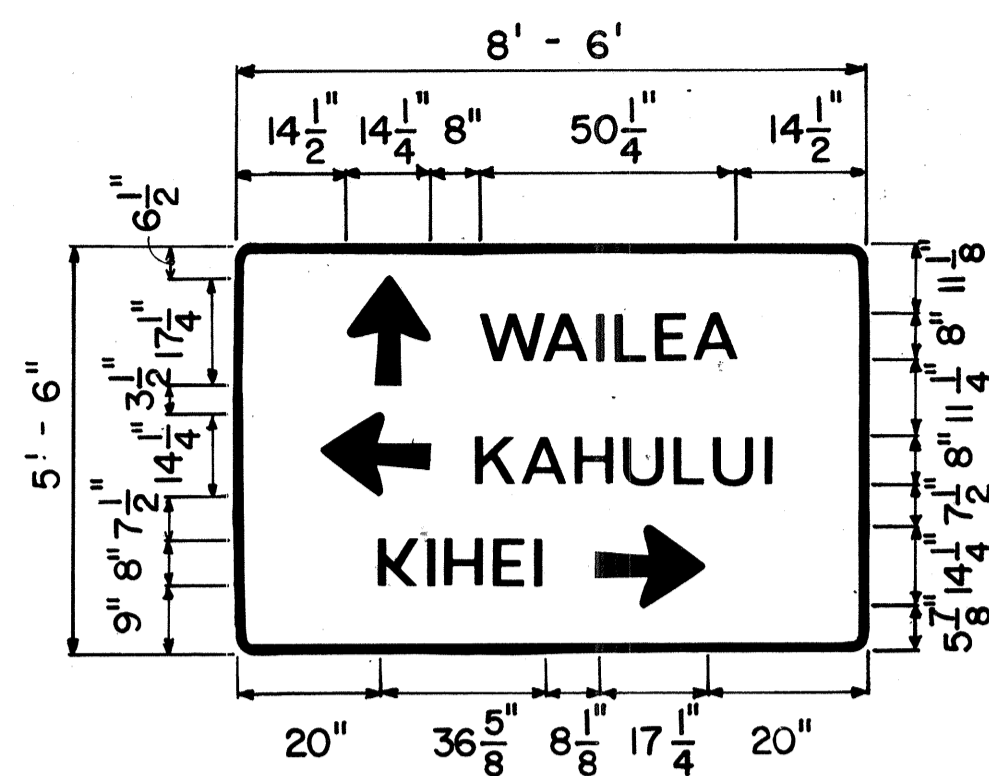 8' - 6'
14 1/2" 14 1/4" 8" 50 1/4" 14 1/2"
5' - 6"
6 1/2"
17 1/4"
3 1/2"
14 1/4"
7 1/2"
8"
9"
WAILEA
KAHULUI
KIHEI
11 1/8"
8"
11 1/4"
8"
7 1/2"
14 1/4"
5 7/8"
20" 36 5/8" 8 1/8" 17 1/4" 20"